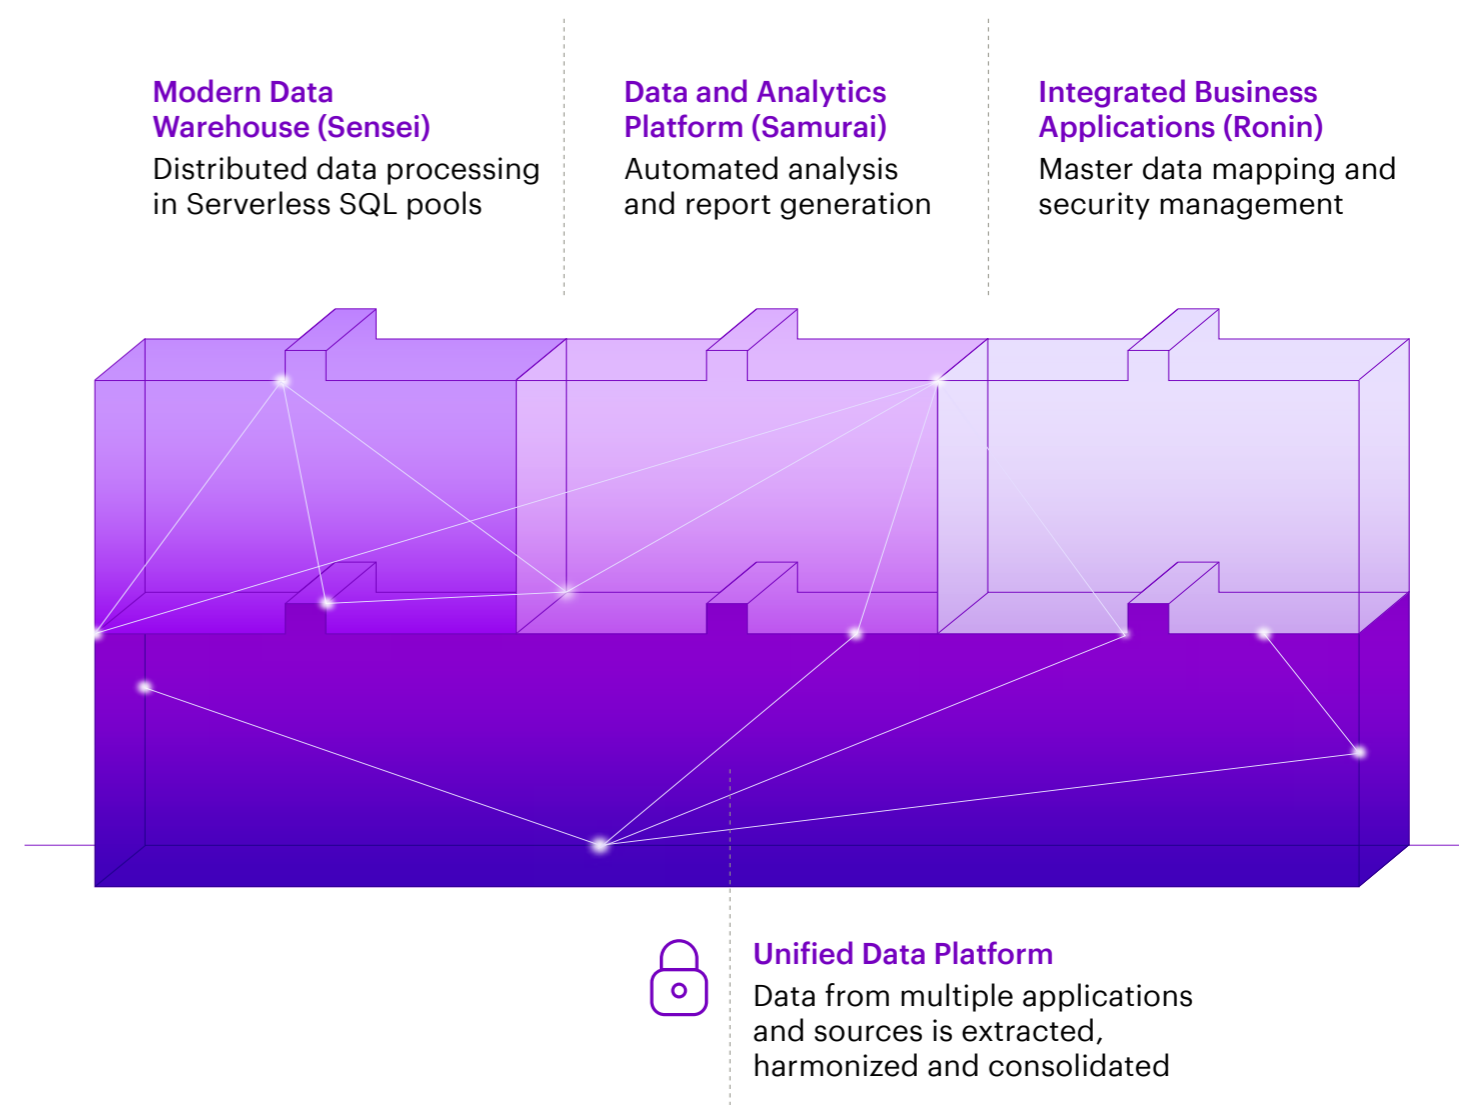 Modern Data
Warehouse (Sensei)
Distributed data processing
in Serverless SQL pools
Data and Analytics
Platform (Samurai)
Automated analysis
and report generation
Integrated Business
Applications (Ronin)
Master data mapping and
security management
Unified Data Platform
Data from multiple applications
and sources is extracted,
harmonized and consolidated